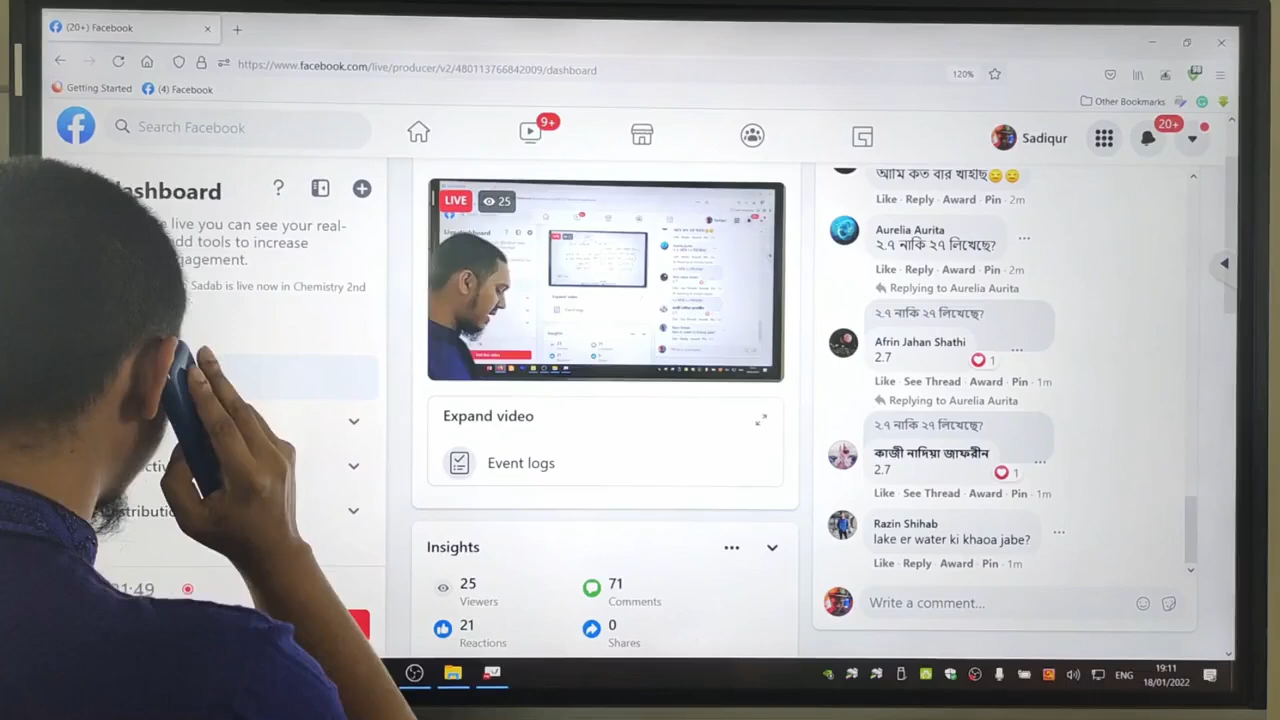 (20+) Facebook
https://www.facebook.com/live/producer/v2/480113766842009/dashboard
120%
Getting Started
(4) Facebook
Other Bookmarks
Search Facebook
9+
Sadiqur
20+
dashboard
live you can see your real-
add tools to increase
gagement.
Sadab is live now in Chemistry 2nd
1:49
LIVE
25
Expand video
Event logs
Insights
25
Viewers
71
Comments
21
Reactions
0
Shares
আমি কত বার খাইছি😒😒
Like · Reply · Award · Pin · 2m
Aurelia Aurita
২.৭ নাকি ২৭ লিখেছে?
Like · Reply · Award · Pin · 2m
Replying to Aurelia Aurita
২.৭ নাকি ২৭ লিখেছে?
Afrin Jahan Shathi
2.7
1
Like · See Thread · Award · Pin · 1m
Replying to Aurelia Aurita
২.৭ নাকি ২৭ লিখেছে?
কাজী নাদিয়া জাফরীন
2.7
1
Like · See Thread · Award · Pin · 1m
Razin Shihab
lake er water ki khaoa jabe?
Like · Reply · Award · Pin · 1m
Write a comment...
ENG
19:11
18/01/2022